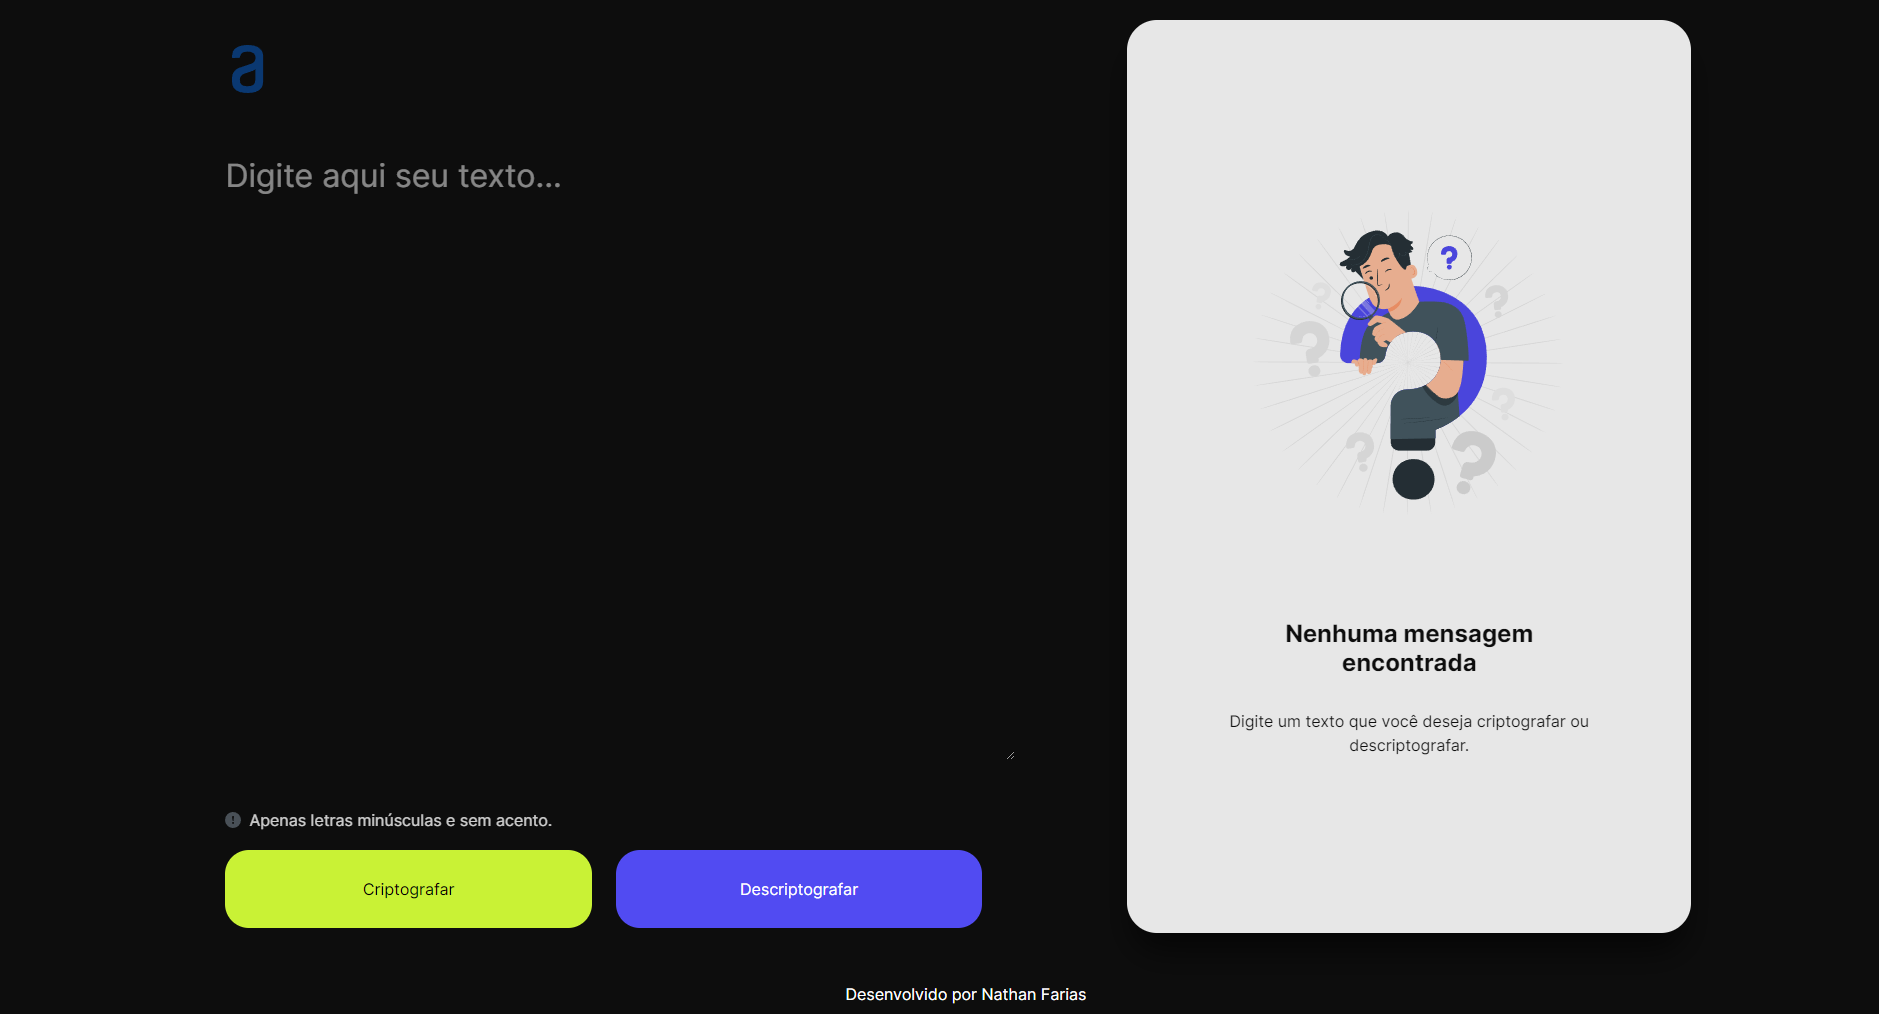 a
Digite aqui seu texto...
Apenas letras minúsculas e sem acento.
Criptografar
Descriptografar
?
Nenhuma mensagem
encontrada
Digite um texto que você deseja criptografar ou
descriptografar.
Desenvolvido por Nathan Farias